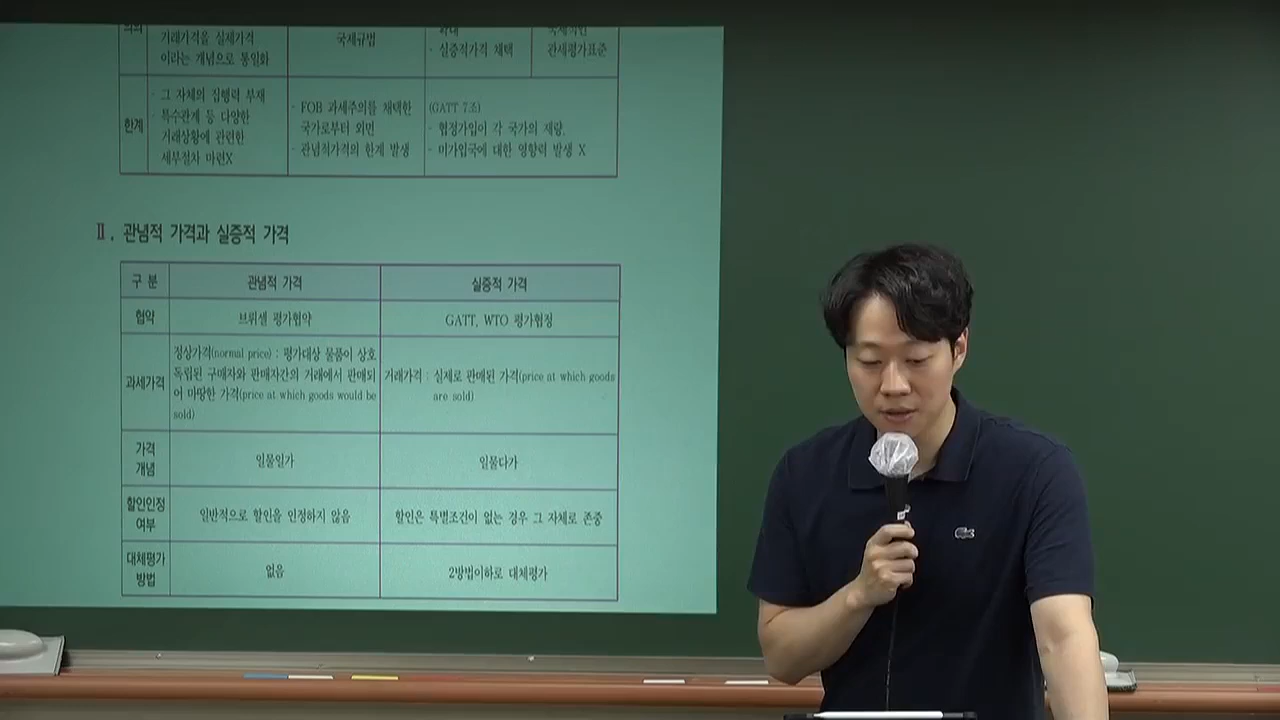 의의
거래가격을 실제가격
이라는 개념으로 통일화
국제규범
확대
- 실증적가격 채택
국제적인
관세평가표준
한계
- 그 자체의 집행력 부재
- 특수관계 등 다양한
거래상황에 관련한
세부절차 마련X
- FOB 과세주의를 채택한
국가로부터 외면
- 관념적가격의 한계 발생
(GATT 7조)
- 협정가입이 각 국가의 재량.
- 미가입국에 대한 영향력 발생 X
Ⅱ. 관념적 가격과 실증적 가격
구 분
관념적 가격
실증적 가격
협약
브뤼셀 평가협약
GATT, WTO 평가협정
과세가격
정상가격(normal price) : 평가대상 물품이 상호
독립된 구매자와 판매자간의 거래에서 판매되
어 마땅한 가격(price at which goods would be
sold)
거래가격 : 실제로 판매된 가격(price at which goods
are sold)
가격
개념
일물일가
일물다가
할인인정
여부
일반적으로 할인을 인정하지 않음
할인은 특별조건이 없는 경우 그 자체로 존중
대체평가
방법
없음
2방법이하로 대체평가